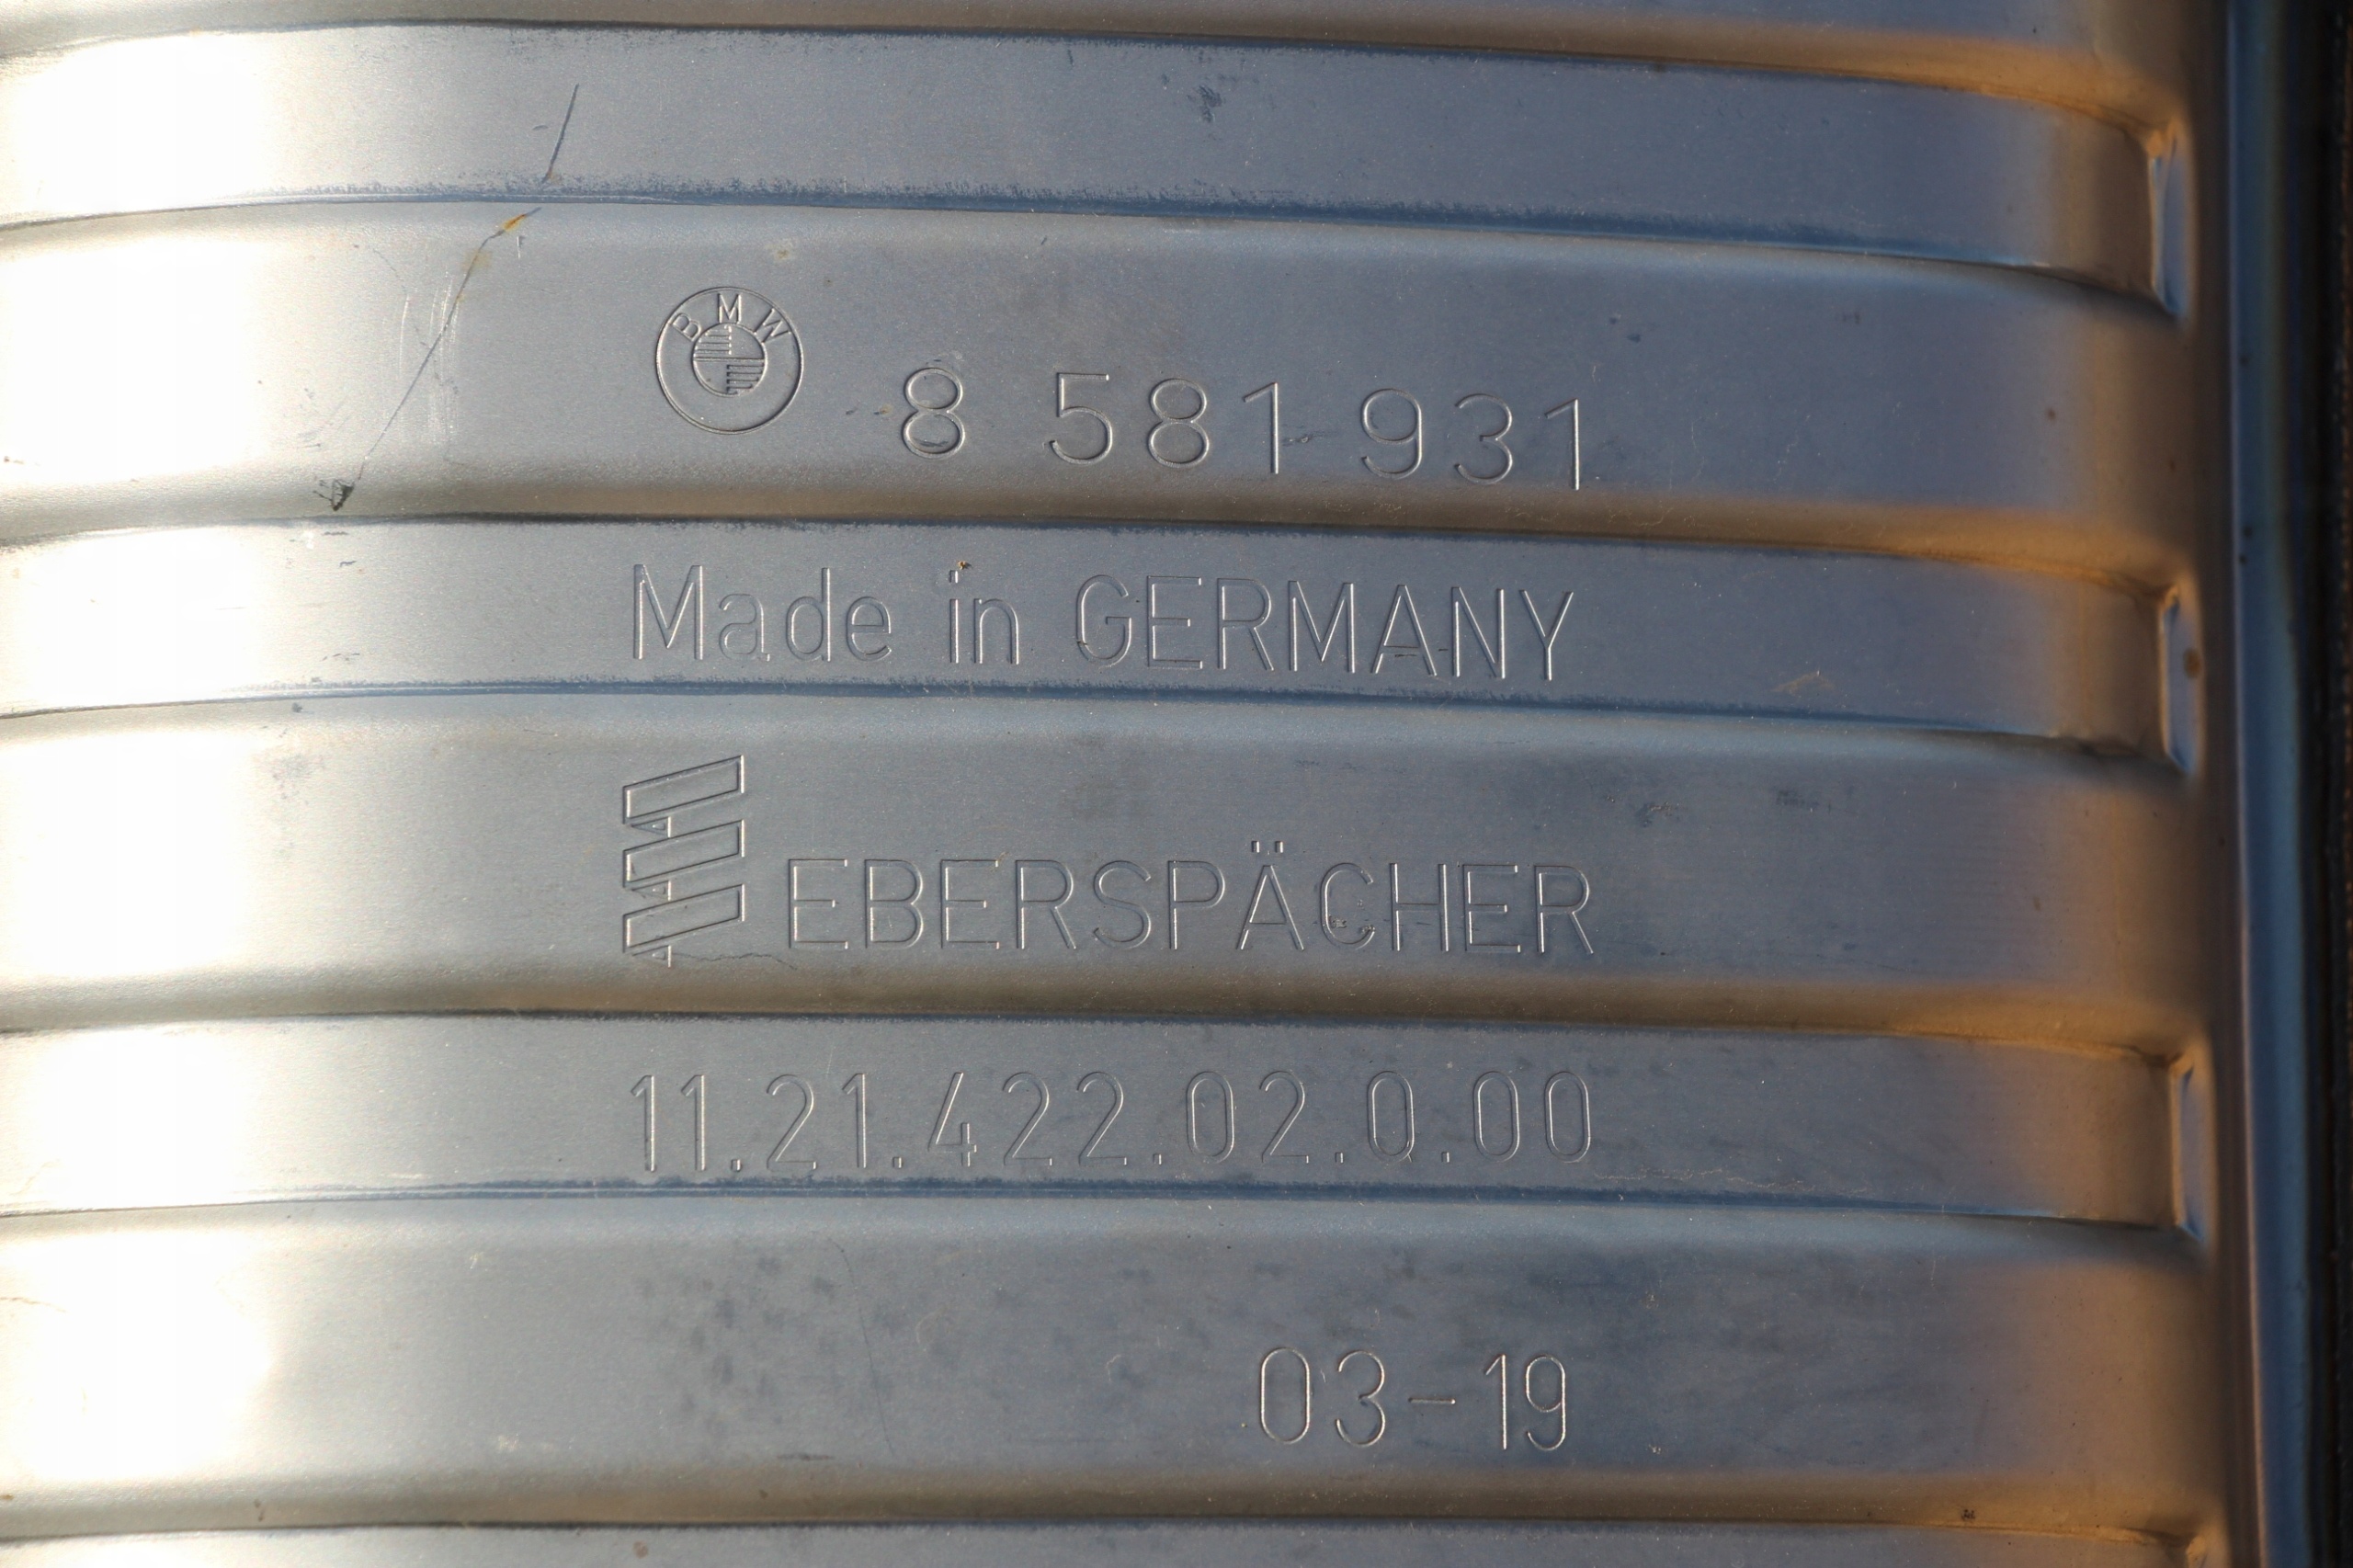 BMW 8 581 931
Made in GERMANY
EBERSPÄCHER
11.21.422.02.0.00
03-19